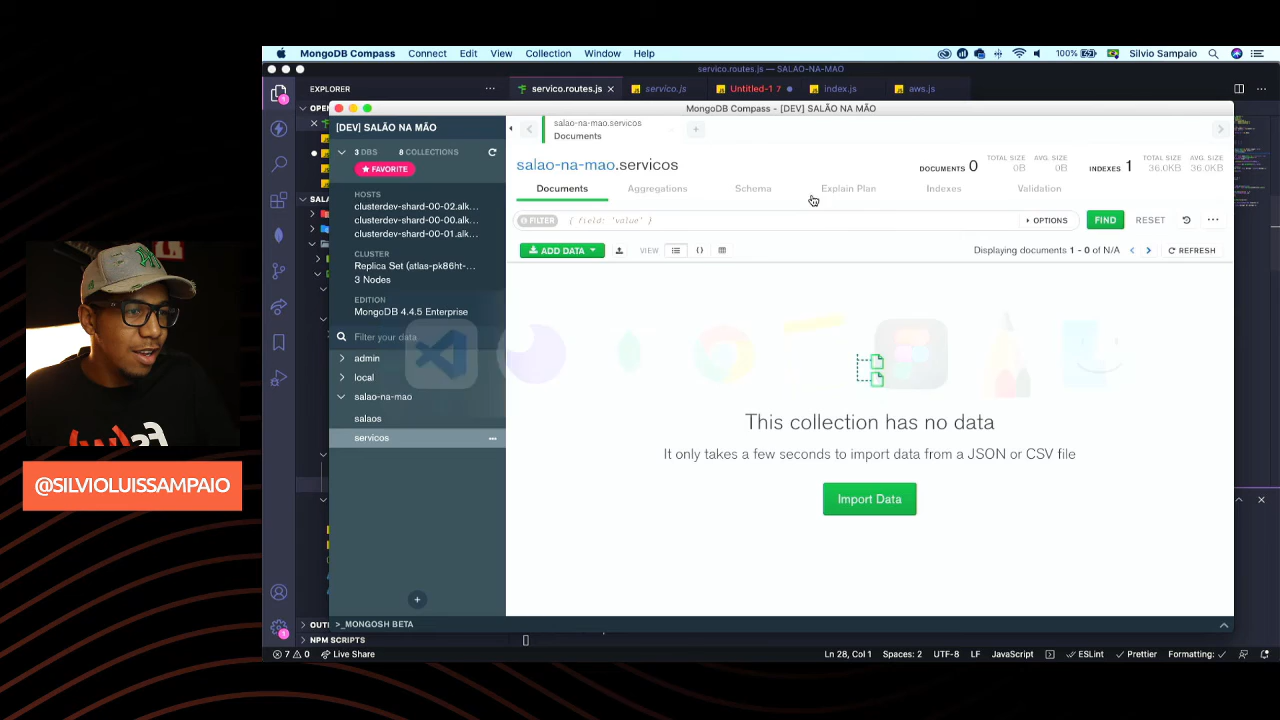 MongoDB Compass Connect Edit View Collection Window Help 100% Silvio Sampaio
servico.routes.js — SALAO-NA-MAO
EXPLORER servico.routes.js servico.js Untitled-1 7 index.js aws.js
OPEN
MongoDB Compass - [DEV] SALÃO NA MÃO
[DEV] SALÃO NA MÃO
salao-na-mao.servicos
Documents
3 DBS 8 COLLECTIONS
FAVORITE
salao-na-mao.servicos
DOCUMENTS 0 TOTAL SIZE 0B AVG. SIZE 0B INDEXES 1 TOTAL SIZE 36.0KB AVG. SIZE 36.0KB
Documents Aggregations Schema Explain Plan Indexes Validation
HOSTS
clusterdev-shard-00-02.alk...
clusterdev-shard-00-00.alk...
clusterdev-shard-00-01.alk...
FILTER { field: 'value' } OPTIONS FIND RESET
ADD DATA VIEW Displaying documents 1 - 0 of N/A REFRESH
CLUSTER
Replica Set (atlas-pk86ht-...
3 Nodes
EDITION
MongoDB 4.4.5 Enterprise
Filter your data
admin
local
salao-na-mao
salaos
servicos
This collection has no data
It only takes a few seconds to import data from a JSON or CSV file
Import Data
@SILVIOLUISSAMPAIO
>_MONGOSH BETA
OUT
NPM SCRIPTS
7 0 Live Share Ln 28, Col 1 Spaces: 2 UTF-8 LF JavaScript ESLint Prettier Formatting: